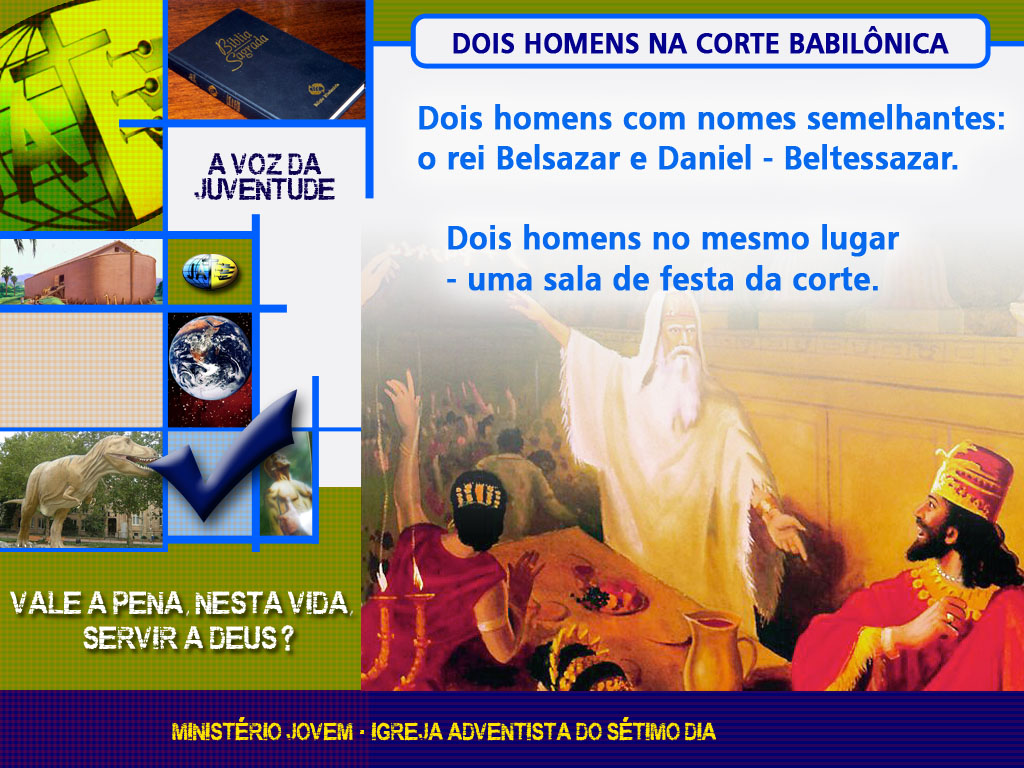 DOIS HOMENS NA CORTE BABILÔNICA
Dois homens com nomes semelhantes:
o rei Belsazar e Daniel - Beltessazar.
Dois homens no mesmo lugar
- uma sala de festa da corte.
Bíblia
Sagrada
A VOZ DA
JUVENTUDE
VALE A PENA, NESTA VIDA,
SERVIR A DEUS?
MINISTÉRIO JOVEM - IGREJA ADVENTISTA DO SÉTIMO DIA